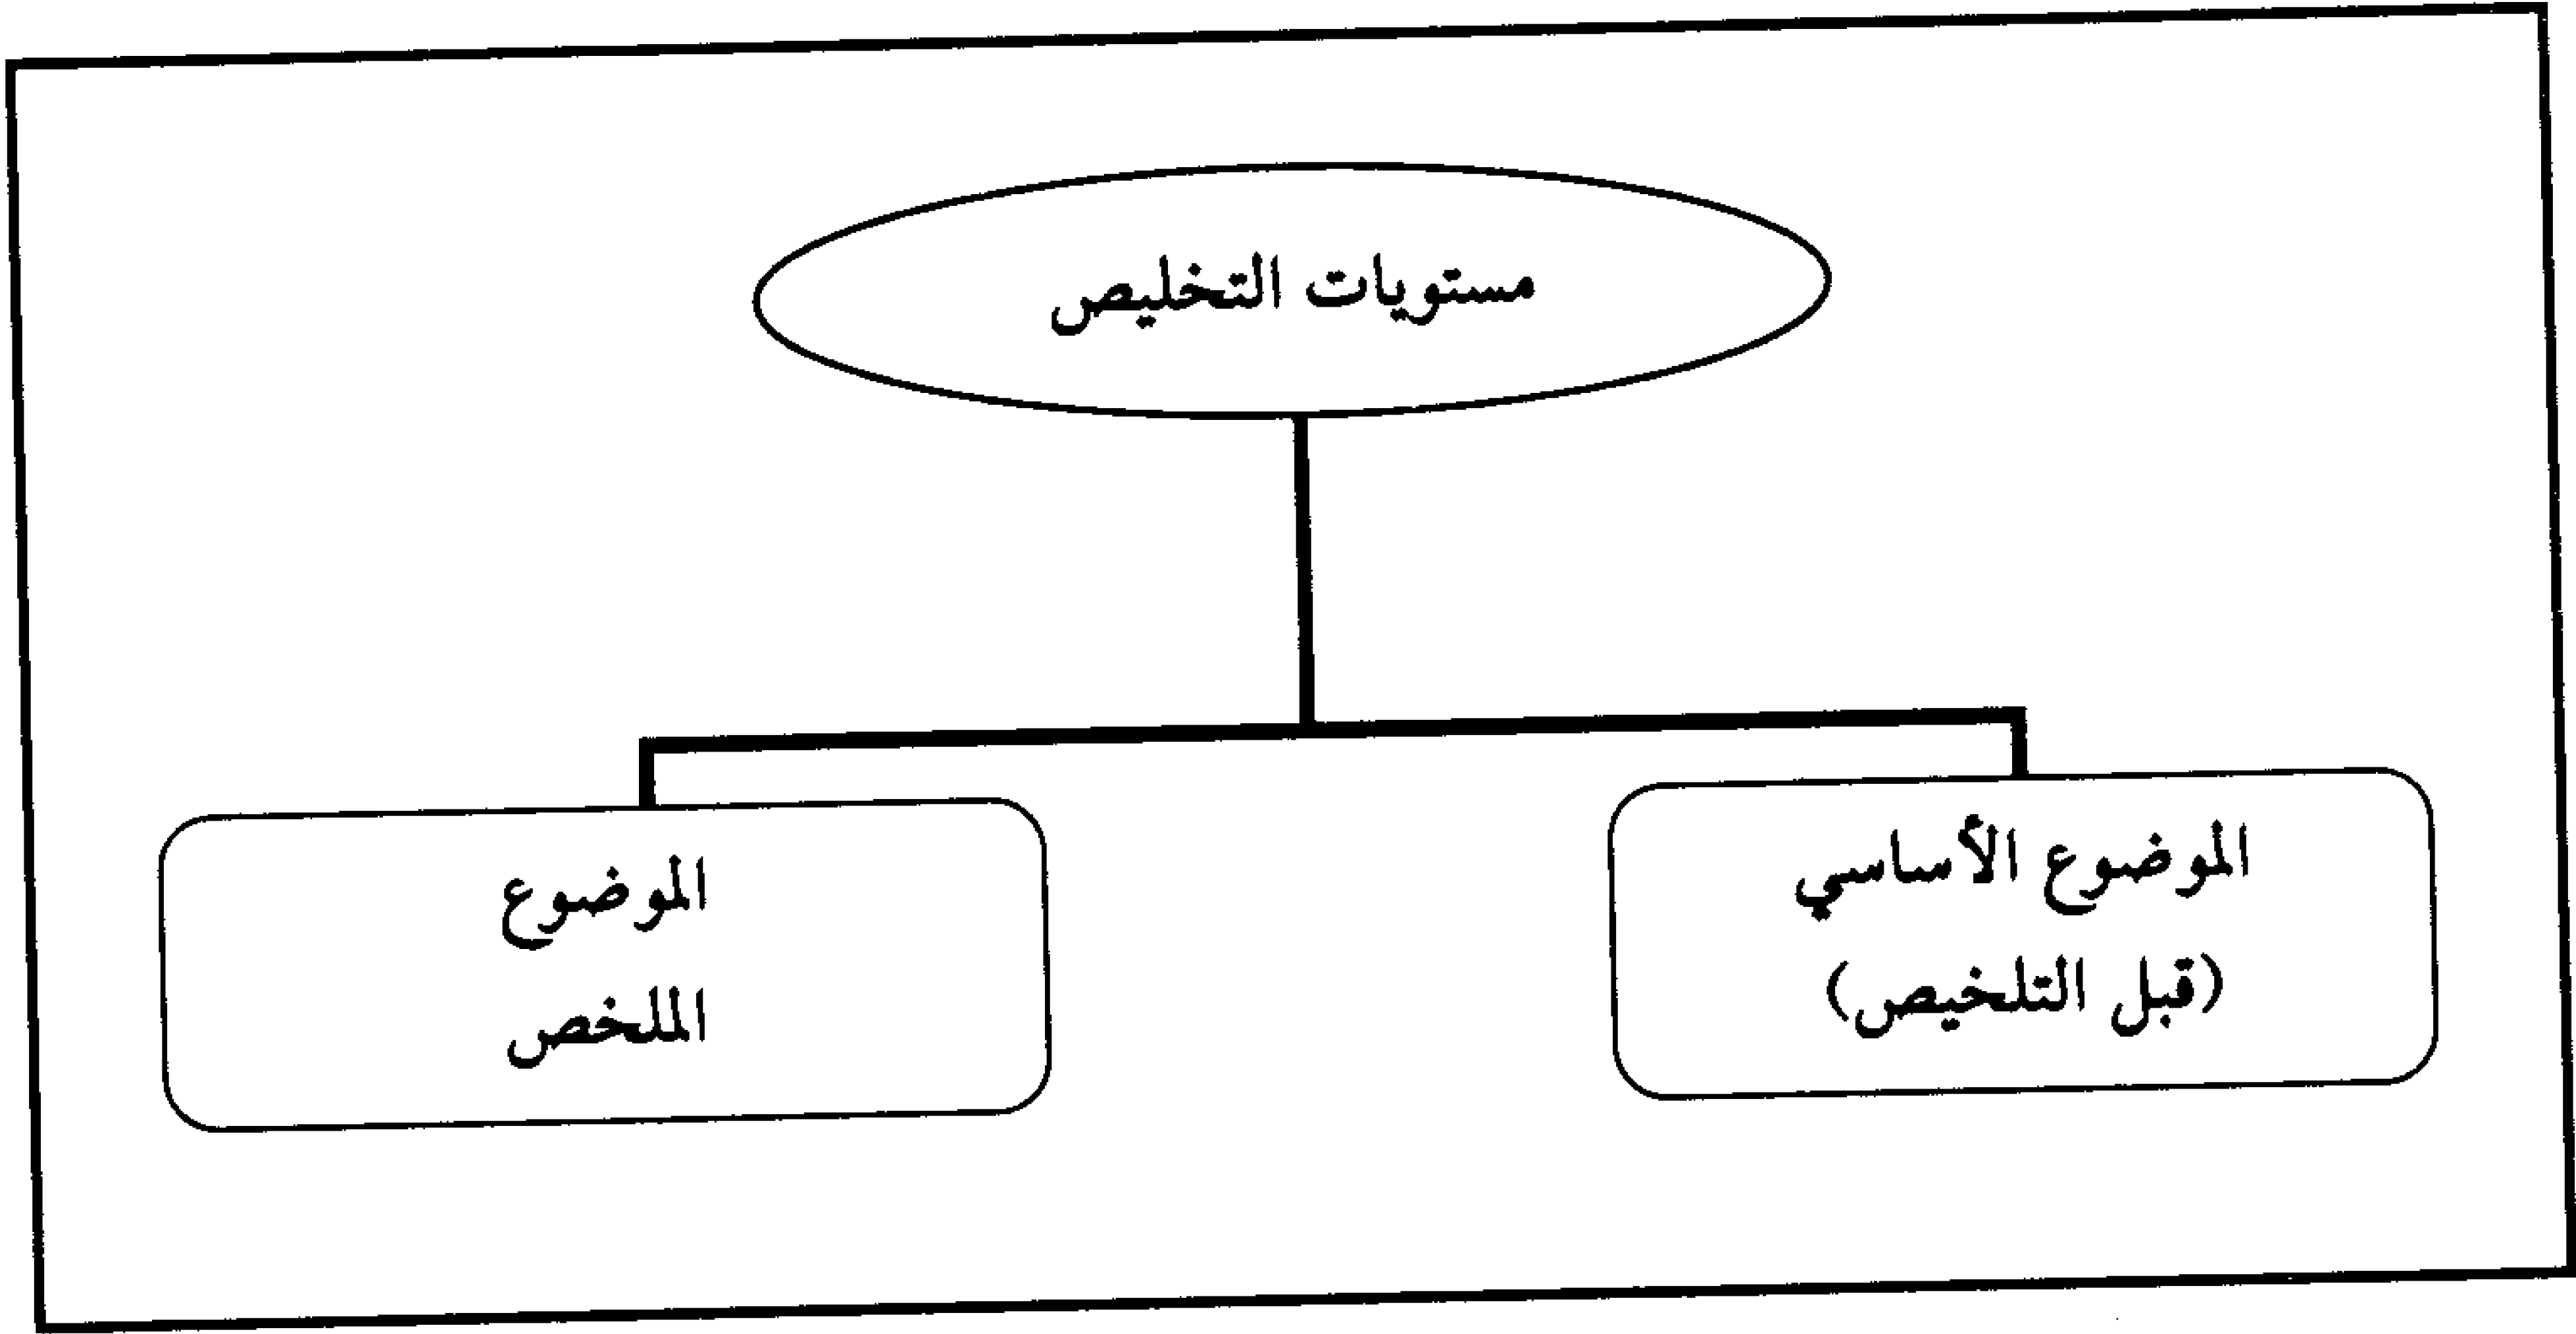 مستويات التخليص
الموضوع الأساسي
(قبل التلخيص)
الموضوع
الملخص